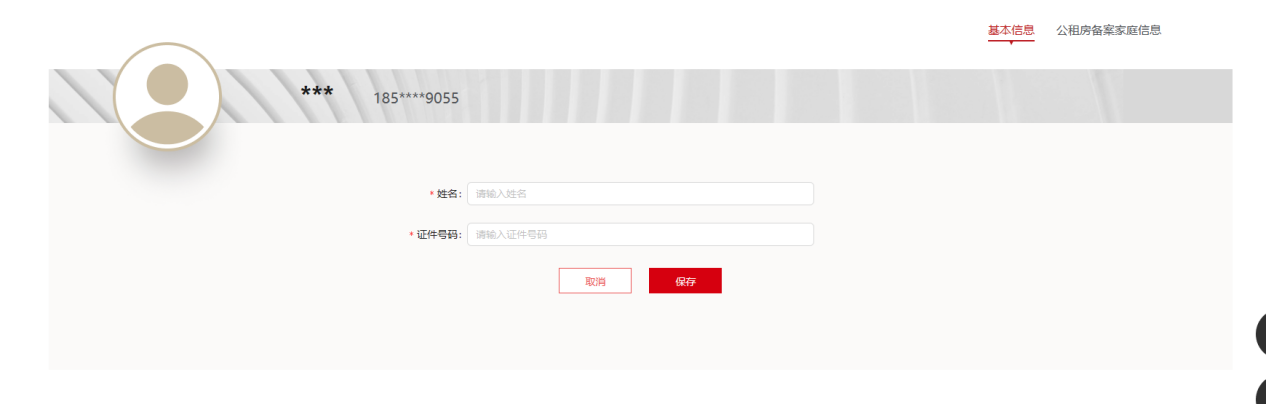 基本信息 公租房备案家庭信息
*** 185****9055
* 姓名: 请输入姓名
* 证件号码: 请输入证件号码
取消 保存